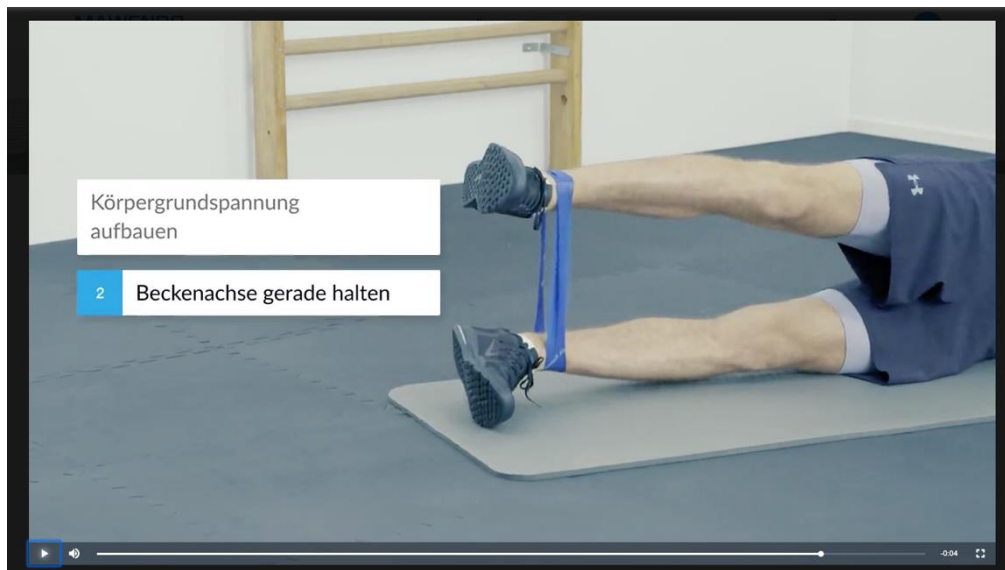 Körpergrundspannung
aufbauen
2
Beckenachse gerade halten
-0:04